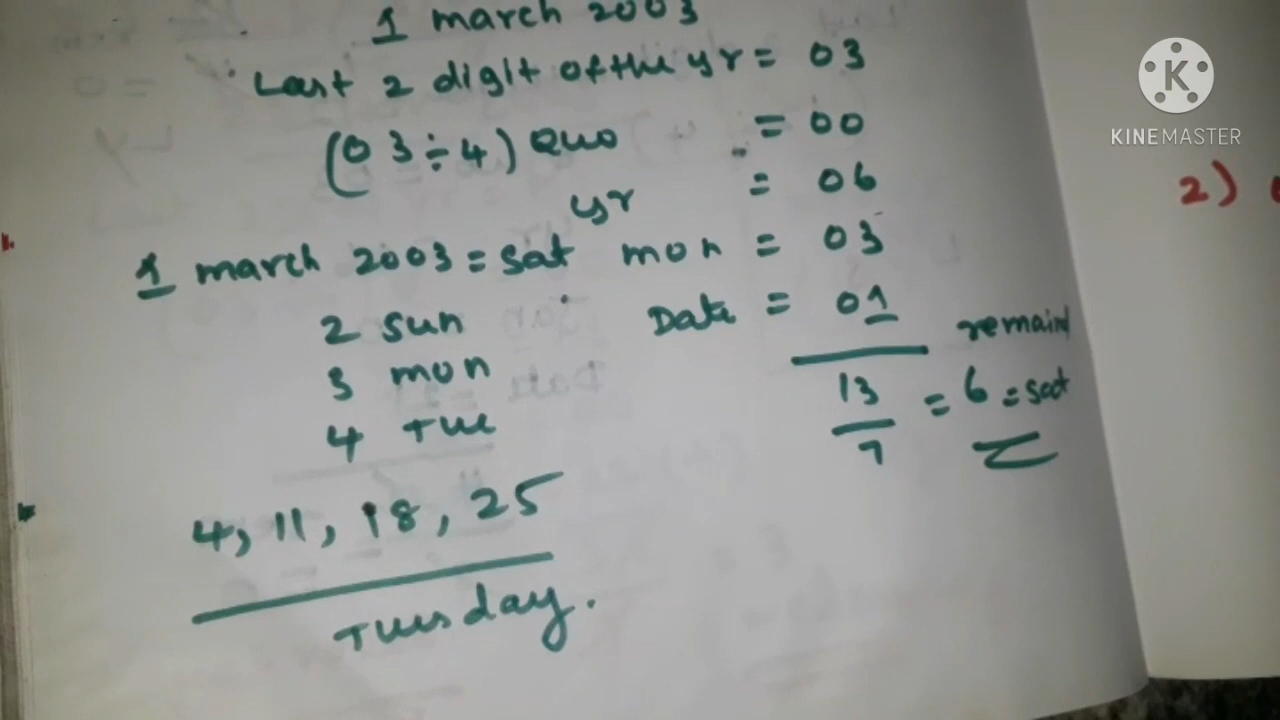 1 march 2003
Last 2 digit of the yr = 03
(03÷4) Quo = 00
yr = 06
1 march 2003 = Sat mon = 03
2 Sun Date = 01
3 mon
4 Tue
13/7 = 6 = sat
remaind
4, 11, 18, 25
Tuesday.
KINEMASTER
2)